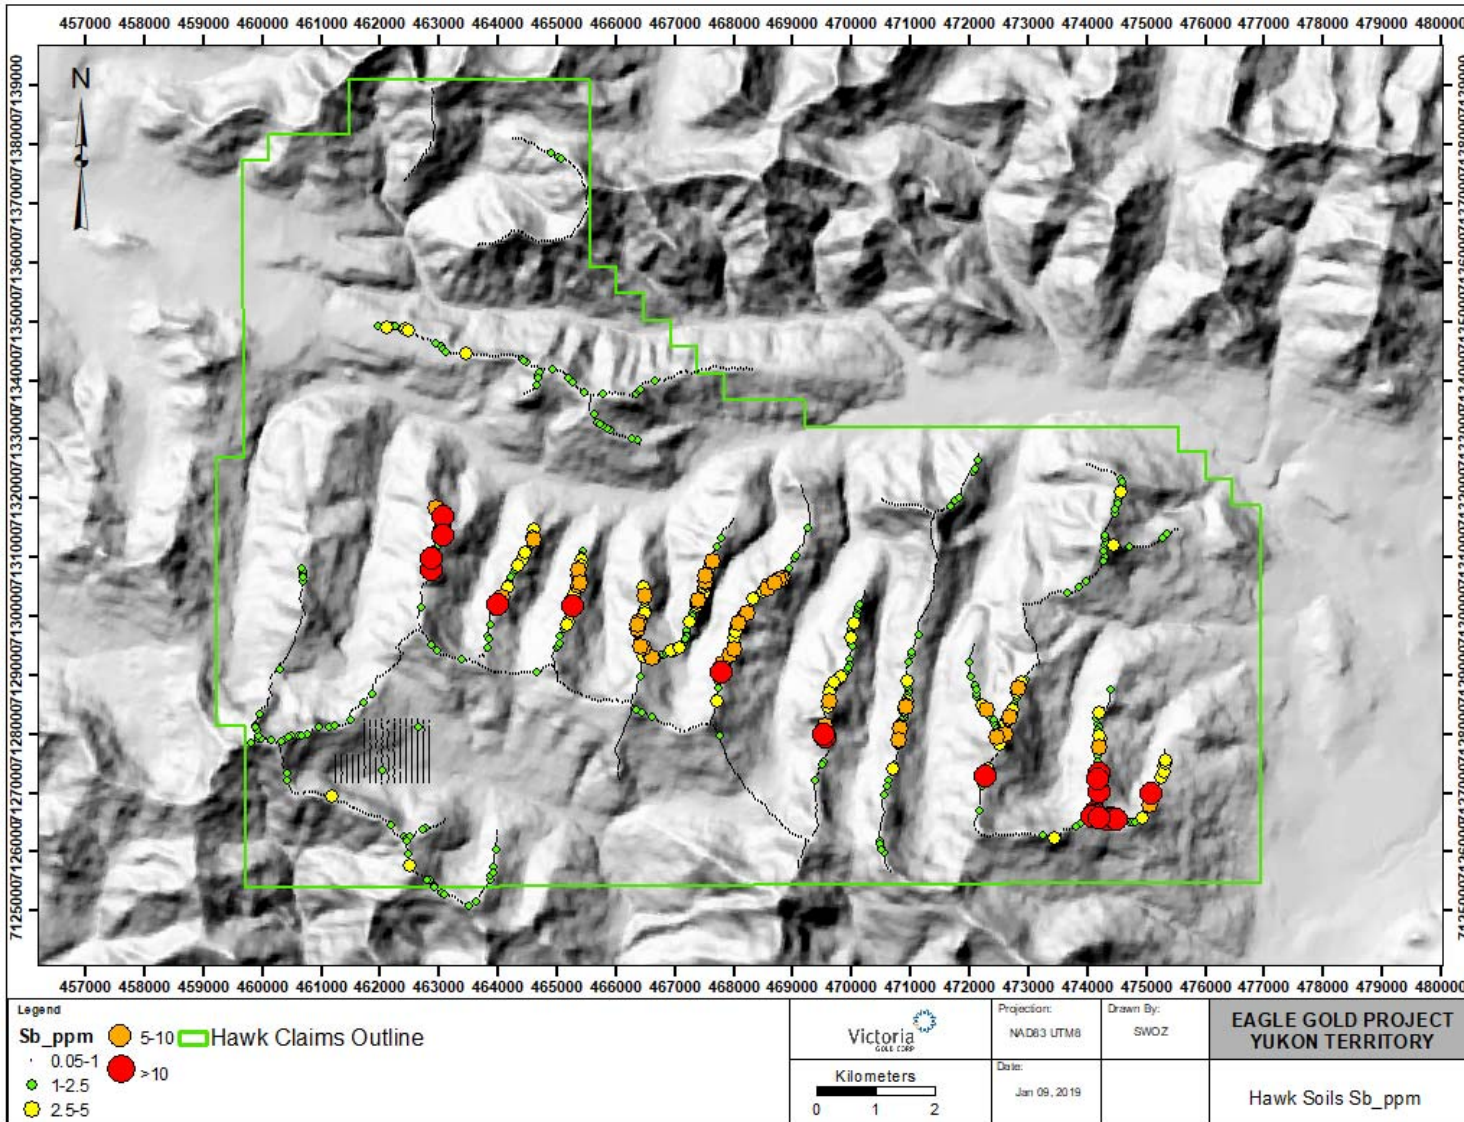 457000 458000 459000 460000 461000 462000 463000 464000 465000 466000 467000 468000 469000 470000 471000 472000 473000 474000 475000 476000 477000 478000 479000 480000
N
7139000
7138000
7137000
7136000
7135000
7134000
7133000
7132000
7131000
7130000
7129000
7128000
7127000
7126000
7125000
457000 458000 459000 460000 461000 462000 463000 464000 465000 466000 467000 468000 469000 470000 471000 472000 473000 474000 475000 476000 477000 478000 479000 480000
Legend
Sb_ppm
0.05-1
1-2.5
2.5-5
5-10
>10
Hawk Claims Outline
Victoria
GOLD CORP
Kilometers
0 1 2
Projection:
NAD83 UTM8
Drawn By:
SWOZ
Date:
Jan 09, 2019
EAGLE GOLD PROJECT
YUKON TERRITORY
Hawk Soils Sb_ppm